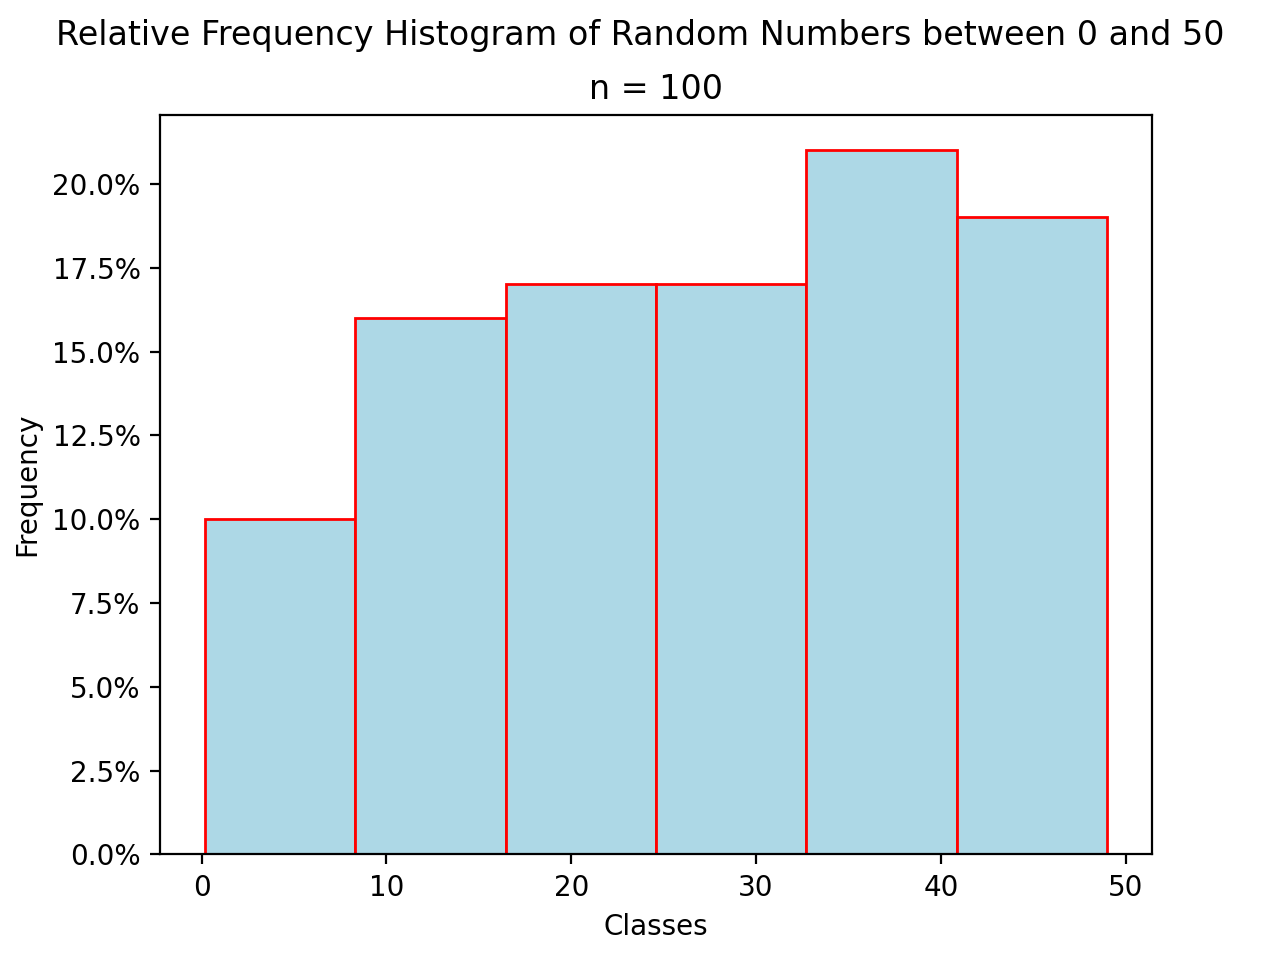 Relative Frequency Histogram of Random Numbers between 0 and 50
n = 100
20.0%
17.5%
15.0%
12.5%
10.0%
7.5%
5.0%
2.5%
0.0%
Frequency
0 10 20 30 40 50
Classes